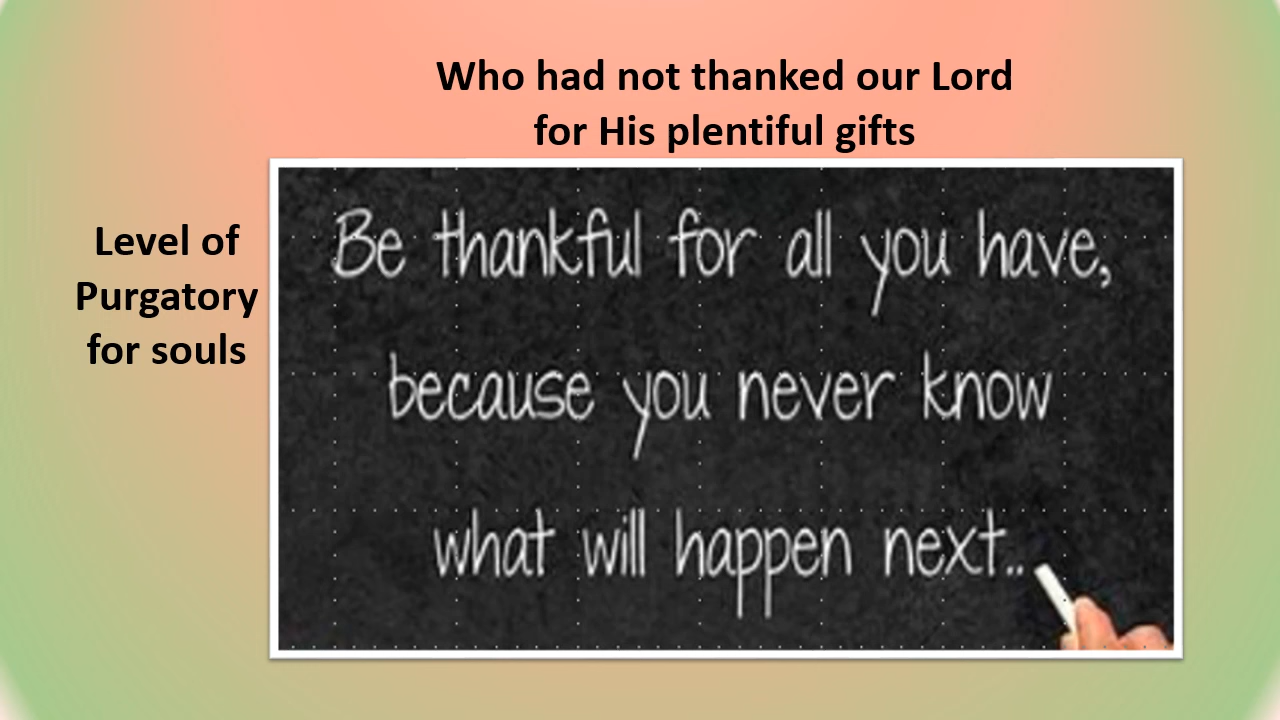 Who had not thanked our Lord
for His plentiful gifts
Level of
Purgatory
for souls
Be thankful for all you have,
because you never know
what will happen next..